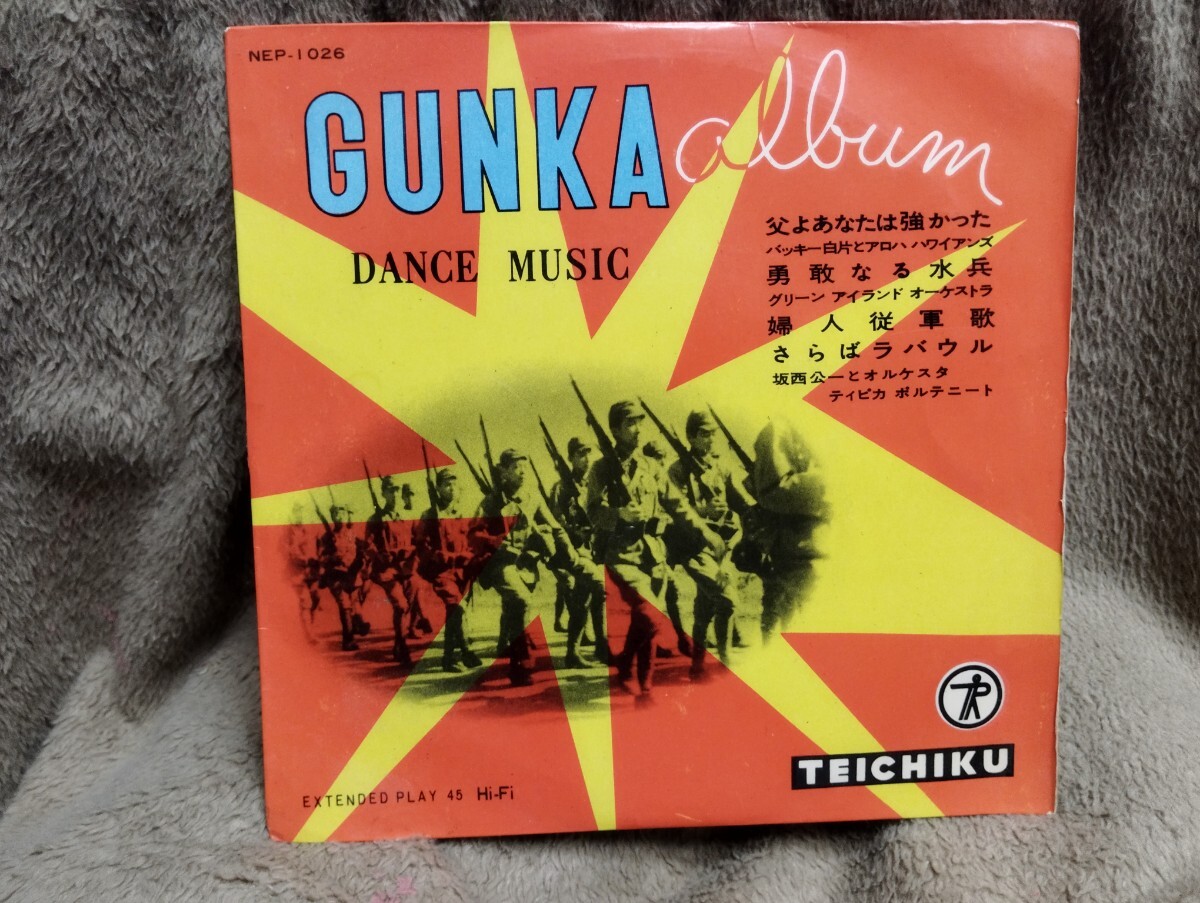 NEP-1026
GUNKA album
DANCE MUSIC
父よあなたは強かった
バッキー白片とアロハ ハワイアンズ
勇敢なる水兵
グリーン アイランド オーケストラ
婦人従軍歌
さらばラバウル
坂西公一とオルケスタ
ティピカ ポルテニート
TEICHIKU
EXTENDED PLAY 45 Hi-Fi